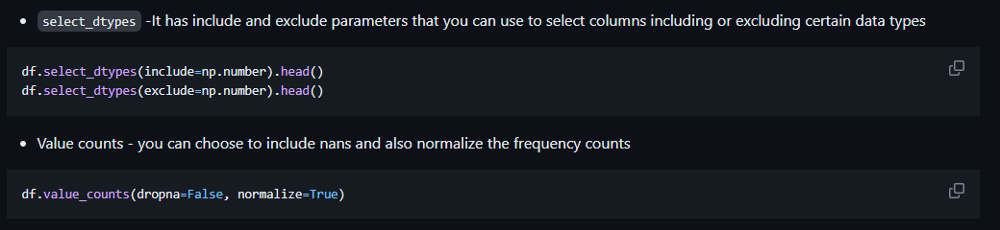 select_dtypes -It has include and exclude parameters that you can use to select columns including or excluding certain data types
df.select_dtypes(include=np.number).head()
df.select_dtypes(exclude=np.number).head()
Value counts - you can choose to include nans and also normalize the frequency counts
df.value_counts(dropna=False, normalize=True)